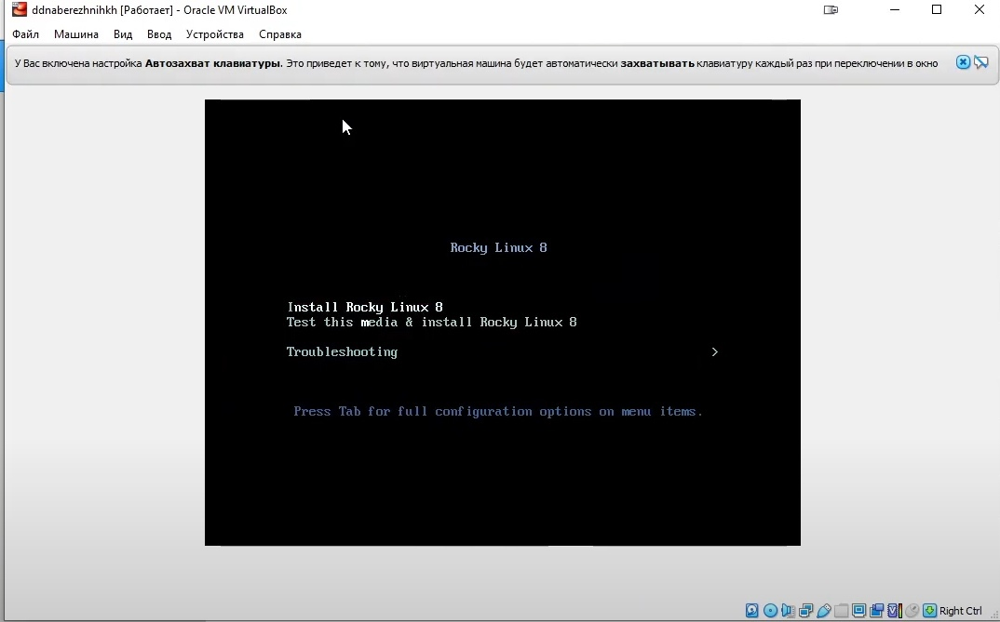 ddnaberezhnihkh [Работает] - Oracle VM VirtualBox
Файл Машина Вид Ввод Устройства Справка
У Вас включена настройка Автозахват клавиатуры. Это приведет к тому, что виртуальная машина будет автоматически захватывать клавиатуру каждый раз при переключении в окно
Rocky Linux 8
Install Rocky Linux 8
Test this media & install Rocky Linux 8
Troubleshooting >
Press Tab for full configuration options on menu items.
Right Ctrl